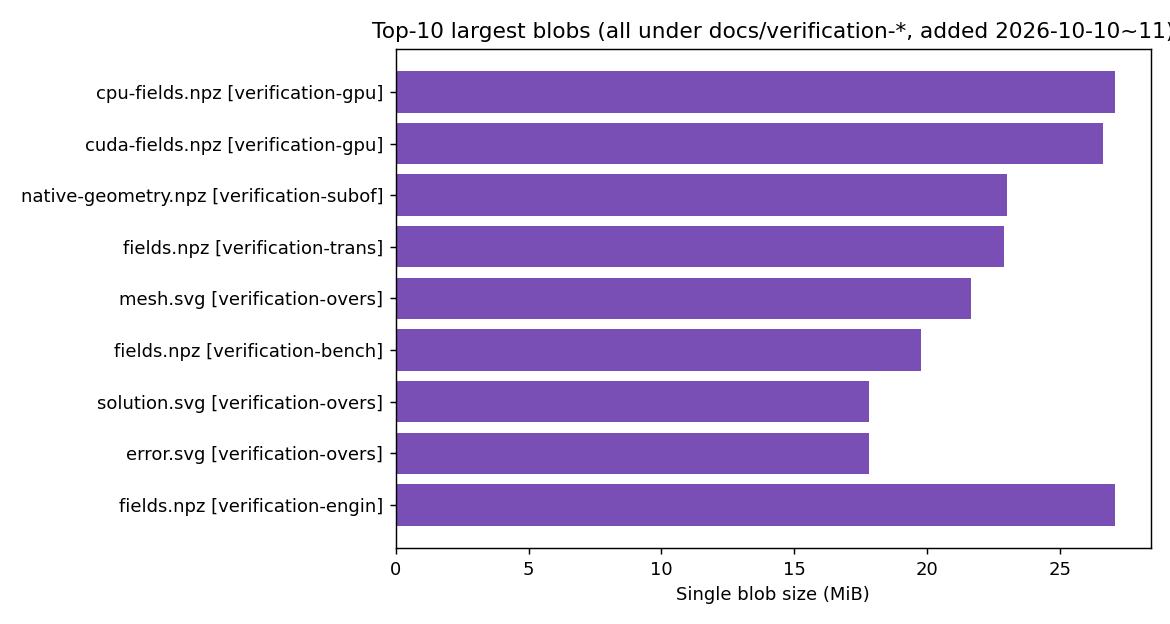 Top-10 largest blobs (all under docs/verification-*, added 2026-10-10~11)
cpu-fields.npz [verification-gpu]
cuda-fields.npz [verification-gpu]
native-geometry.npz [verification-subof]
fields.npz [verification-trans]
mesh.svg [verification-overs]
fields.npz [verification-bench]
solution.svg [verification-overs]
error.svg [verification-overs]
fields.npz [verification-engin]
0 5 10 15 20 25
Single blob size (MiB)